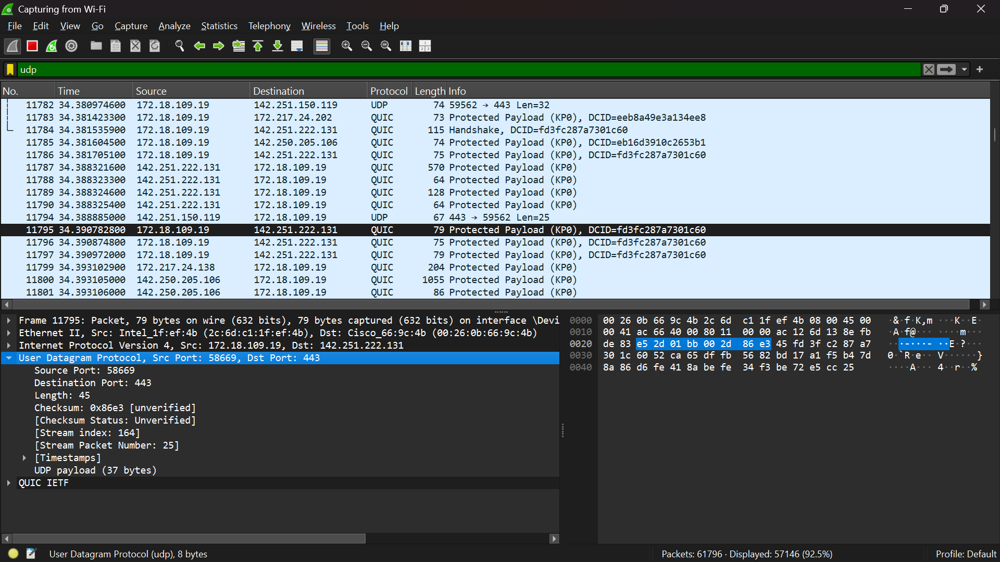 Capturing from Wi-Fi
File Edit View Go Capture Analyze Statistics Telephony Wireless Tools Help
udp
No. Time Source Destination Protocol Length Info
11782 34.380974600 172.18.109.19 142.251.150.119 UDP 74 59562 → 443 Len=32
11783 34.381423300 172.18.109.19 172.217.24.202 QUIC 73 Protected Payload (KP0), DCID=eeb8a49e3a134ee8
11784 34.381535900 172.18.109.19 142.251.222.131 QUIC 115 Handshake, DCID=fd3fc287a7301c60
11785 34.381604500 172.18.109.19 142.250.205.106 QUIC 74 Protected Payload (KP0), DCID=eb16d3910c2653b1
11786 34.381705100 172.18.109.19 142.251.222.131 QUIC 75 Protected Payload (KP0), DCID=fd3fc287a7301c60
11787 34.388321600 142.251.222.131 172.18.109.19 QUIC 570 Protected Payload (KP0)
11788 34.388323300 142.251.222.131 172.18.109.19 QUIC 64 Protected Payload (KP0)
11789 34.388324600 142.251.222.131 172.18.109.19 QUIC 128 Protected Payload (KP0)
11790 34.388325400 142.251.222.131 172.18.109.19 QUIC 64 Protected Payload (KP0)
11794 34.388885000 142.251.150.119 172.18.109.19 UDP 67 443 → 59562 Len=25
11795 34.390782800 172.18.109.19 142.251.222.131 QUIC 79 Protected Payload (KP0), DCID=fd3fc287a7301c60
11796 34.390874800 172.18.109.19 142.251.222.131 QUIC 75 Protected Payload (KP0), DCID=fd3fc287a7301c60
11797 34.390972000 172.18.109.19 142.251.222.131 QUIC 79 Protected Payload (KP0), DCID=fd3fc287a7301c60
11799 34.393102900 172.217.24.138 172.18.109.19 QUIC 204 Protected Payload (KP0)
11800 34.393105000 142.250.205.106 172.18.109.19 QUIC 1055 Protected Payload (KP0)
11801 34.393106000 142.250.205.106 172.18.109.19 QUIC 86 Protected Payload (KP0)
Frame 11795: Packet, 79 bytes on wire (632 bits), 79 bytes captured (632 bits) on interface \Devi
Ethernet II, Src: Intel_1f:ef:4b (2c:6d:c1:1f:ef:4b), Dst: Cisco_66:9c:4b (00:26:0b:66:9c:4b)
Internet Protocol Version 4, Src: 172.18.109.19, Dst: 142.251.222.131
User Datagram Protocol, Src Port: 58669, Dst Port: 443
Source Port: 58669
Destination Port: 443
Length: 45
Checksum: 0x86e3 [unverified]
[Checksum Status: Unverified]
[Stream index: 164]
[Stream Packet Number: 25]
[Timestamps]
UDP payload (37 bytes)
QUIC IETF
0000 00 26 0b 66 9c 4b 2c 6d c1 1f ef 4b 08 00 45 00 ·&·f·K,m ···K··E·
0010 00 41 ac 66 40 00 80 11 00 00 ac 12 6d 13 8e fb ·A·f@··· ····m···
0020 de 83 e5 2d 01 bb 00 2d 86 e3 45 fd 3f c2 87 a7 ···-···- ··E·?···
0030 30 1c 60 52 ca 65 df fb 56 82 bd 17 a1 f5 b4 7d 0·`R·e·· V······}
0040 8a 86 d6 fe 41 8a be fe 34 f3 be 72 e5 cc 25 ····A··· 4··r··%
User Datagram Protocol (udp), 8 bytes
Packets: 61796 · Displayed: 57146 (92.5%)
Profile: Default